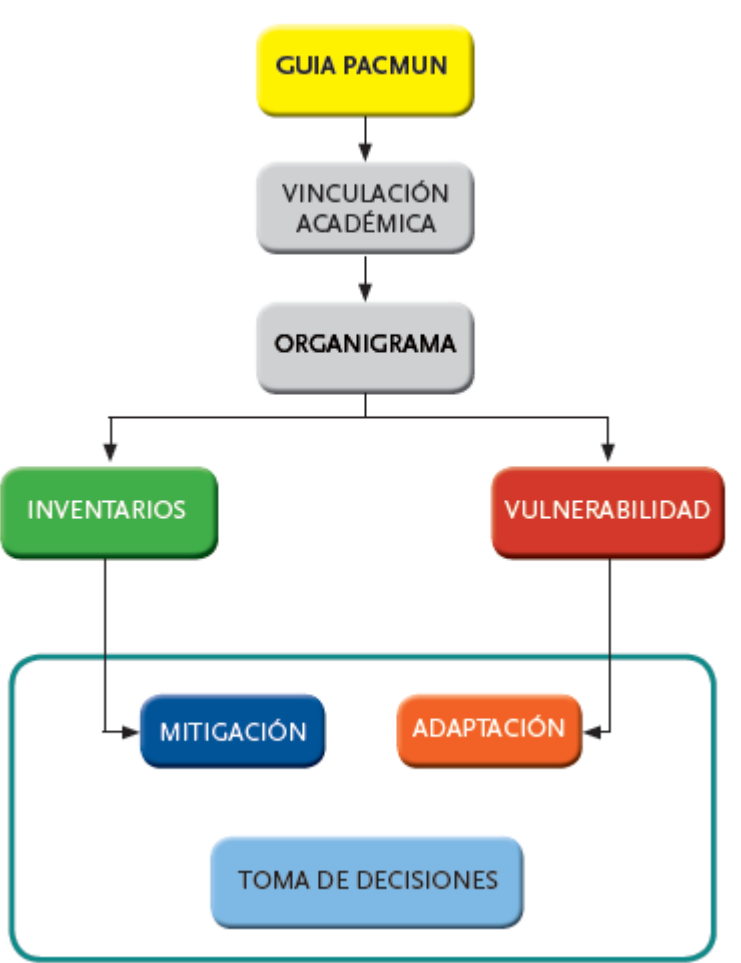 GUIA PACMUN
VINCULACIÓN
ACADÉMICA
ORGANIGRAMA
INVENTARIOS
VULNERABILIDAD
MITIGACIÓN
ADAPTACIÓN
TOMA DE DECISIONES